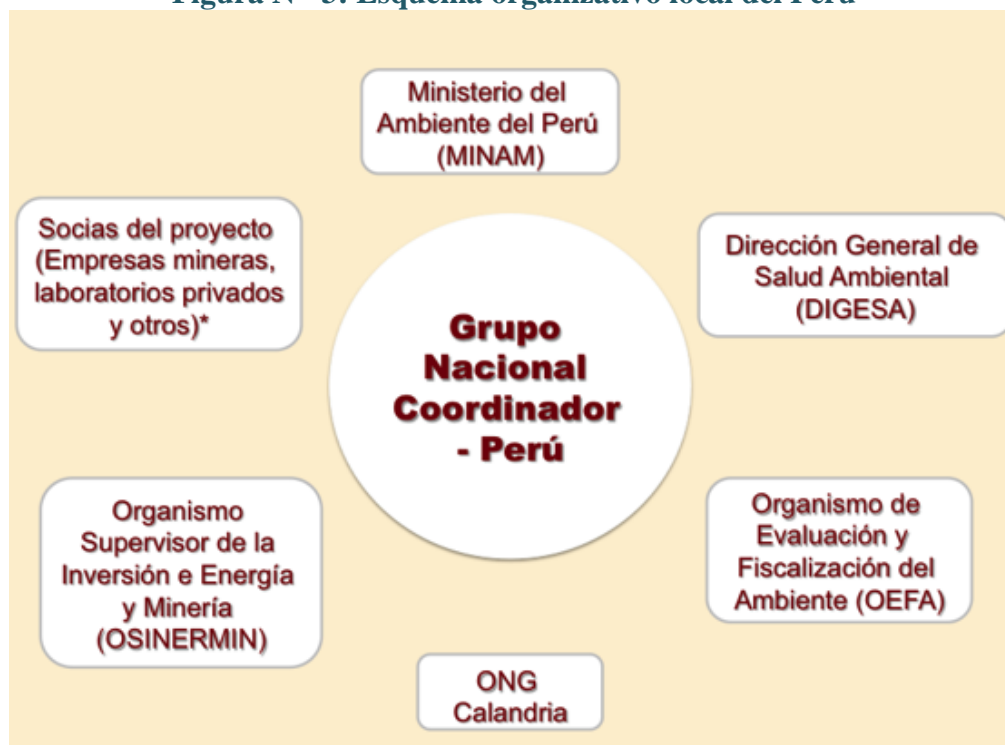 Figura N° Esquema organizativo local del Perú
Ministerio del
Ambiente del Perú
(MINAM)
Socias del proyecto
(Empresas mineras,
laboratorios privados
y otros)*
Dirección General de
Salud Ambiental
(DIGESA)
Grupo
Nacional
Coordinador
- Perú
Organismo
Supervisor de la
Inversión e Energía
y Minería
(OSINERMIN)
Organismo de
Evaluación y
Fiscalización del
Ambiente (OEFA)
ONG
Calandria